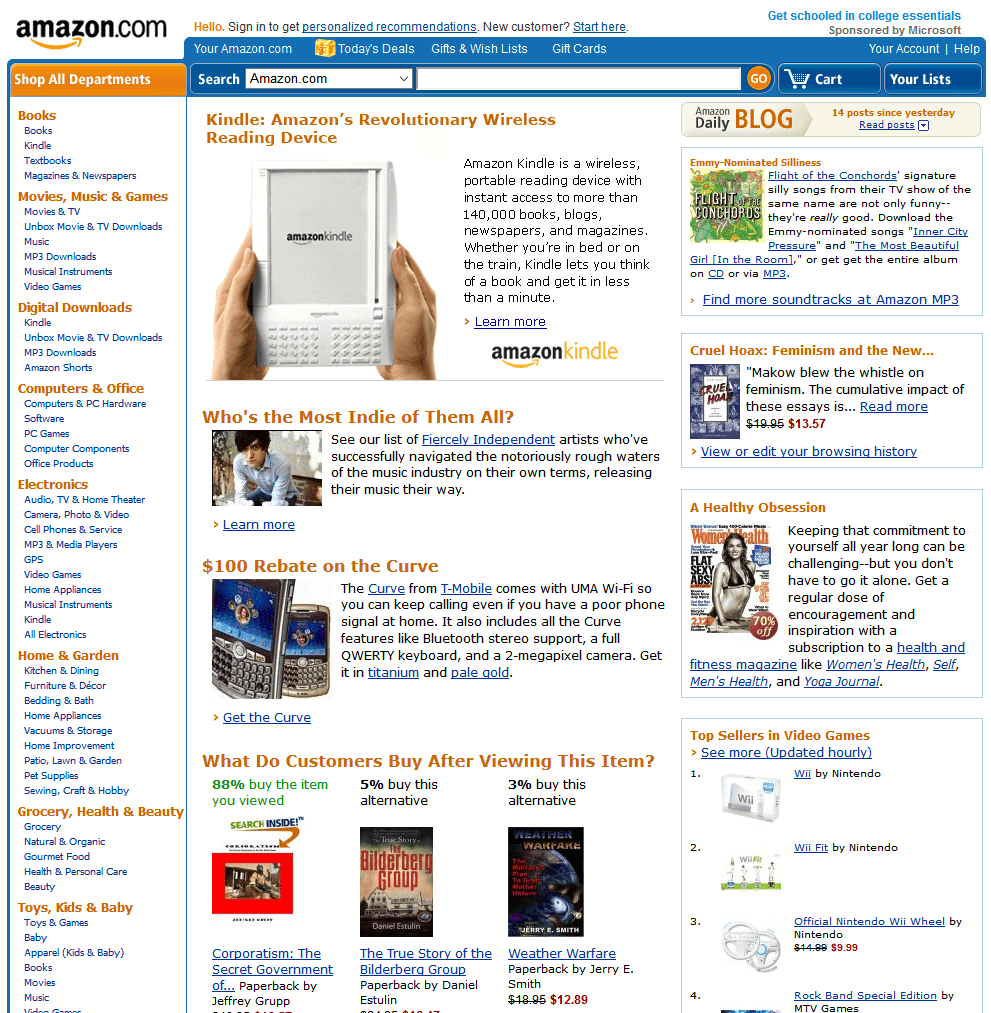 amazon.com
Hello. Sign in to get personalized recommendations. New customer? Start here.
Get schooled in college essentials
Sponsored by Microsoft
Your Amazon.com Today's Deals Gifts & Wish Lists Gift Cards Your Account | Help
Shop All Departments
Search Amazon.com GO Cart Your Lists
Books
Books
Kindle
Textbooks
Magazines & Newspapers
Movies, Music & Games
Movies & TV
Unbox Movie & TV Downloads
Music
MP3 Downloads
Musical Instruments
Video Games
Digital Downloads
Kindle
Unbox Movie & TV Downloads
MP3 Downloads
Amazon Shorts
Computers & Office
Computers & PC Hardware
Software
PC Games
Computer Components
Office Products
Electronics
Audio, TV & Home Theater
Camera, Photo & Video
Cell Phones & Service
MP3 & Media Players
GPS
Video Games
Home Appliances
Musical Instruments
Kindle
All Electronics
Home & Garden
Kitchen & Dining
Furniture & Décor
Bedding & Bath
Home Appliances
Vacuums & Storage
Home Improvement
Patio, Lawn & Garden
Pet Supplies
Sewing, Craft & Hobby
Grocery, Health & Beauty
Grocery
Natural & Organic
Gourmet Food
Health & Personal Care
Beauty
Toys, Kids & Baby
Toys & Games
Baby
Apparel (Kids & Baby)
Books
Movies
Music
Video Games
Kindle: Amazon's Revolutionary Wireless
Reading Device
amazonkindle
amazonkindle
Amazon Kindle is a wireless,
portable reading device with
instant access to more than
140,000 books, blogs,
newspapers, and magazines.
Whether you're in bed or on
the train, Kindle lets you think
of a book and get it in less
than a minute.
› Learn more
amazonkindle
Who's the Most Indie of Them All?
See our list of Fiercely Independent artists who've
successfully navigated the notoriously rough waters
of the music industry on their own terms, releasing
their music their way.
› Learn more
$100 Rebate on the Curve
The Curve from T-Mobile comes with UMA Wi-Fi so
you can keep calling even if you have a poor phone
signal at home. It also includes all the Curve
features like Bluetooth stereo support, a full
QWERTY keyboard, and a 2-megapixel camera. Get
it in titanium and pale gold.
› Get the Curve
What Do Customers Buy After Viewing This Item?
88% buy the item
you viewed
SEARCH INSIDE!™
CORPORATISM:
JEFFREY GRUPP
Corporatism: The
Secret Government
of... Paperback by
Jeffrey Grupp
5% buy this
alternative
The True Story of
The
Bilderberg
Group
Daniel Estulin
The True Story of the
Bilderberg Group
Paperback by Daniel
Estulin
3% buy this
alternative
WEATHER
WARFARE
The
Military's
Plan
To Draft
Mother
Nature
JERRY E. SMITH
Weather Warfare
Paperback by Jerry E.
Smith
$18.95 $12.89
Amazon
Daily BLOG
14 posts since yesterday
Read posts
Emmy-Nominated Silliness
FLIGHT OF THE
CONCHORDS
Flight of the Conchords' signature
silly songs from their TV show of the
same name are not only funny--
they're really good. Download the
Emmy-nominated songs "Inner City
Pressure" and "The Most Beautiful
Girl [In the Room]," or get get the entire album
on CD or via MP3.
› Find more soundtracks at Amazon MP3
Cruel Hoax: Feminism and the New...
CRUEL
HOAX
"Makow blew the whistle on
feminism. The cumulative impact of
these essays is... Read more
$19.95 $13.57
› View or edit your browsing history
A Healthy Obsession
Women'sHealth
FLAT
SEXY
ABS!
70%
off
Keeping that commitment to
yourself all year long can be
challenging--but you don't
have to go it alone. Get a
regular dose of
encouragement and
inspiration with a
subscription to a health and
fitness magazine like Women's Health, Self,
Men's Health, and Yoga Journal.
Top Sellers in Video Games
› See more (Updated hourly)
1. Wii by Nintendo
Wii
2. Wii Fit by Nintendo
Wii Fit
3. Official Nintendo Wii Wheel by
Nintendo
$14.99 $9.99
4. Rock Band Special Edition by
MTV Games